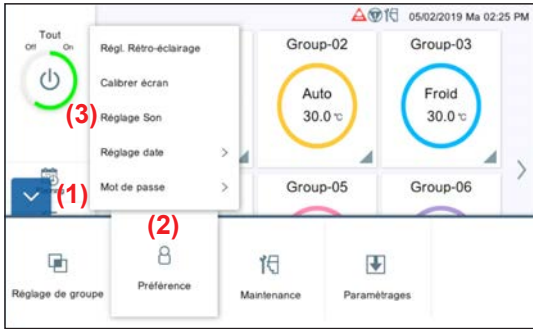 05/02/2019 Ma 02:25 PM
Tout
Off On
Régl. Rétro-éclairage
Calibrer écran
(3) Réglage Son
Réglage date >
Mot de passe >
Group-02
Auto
30.0 °C
Group-03
Froid
30.0 °C
(1)
Group-05
Group-06
(2)
Réglage de groupe
Préférence
Maintenance
Paramètrages